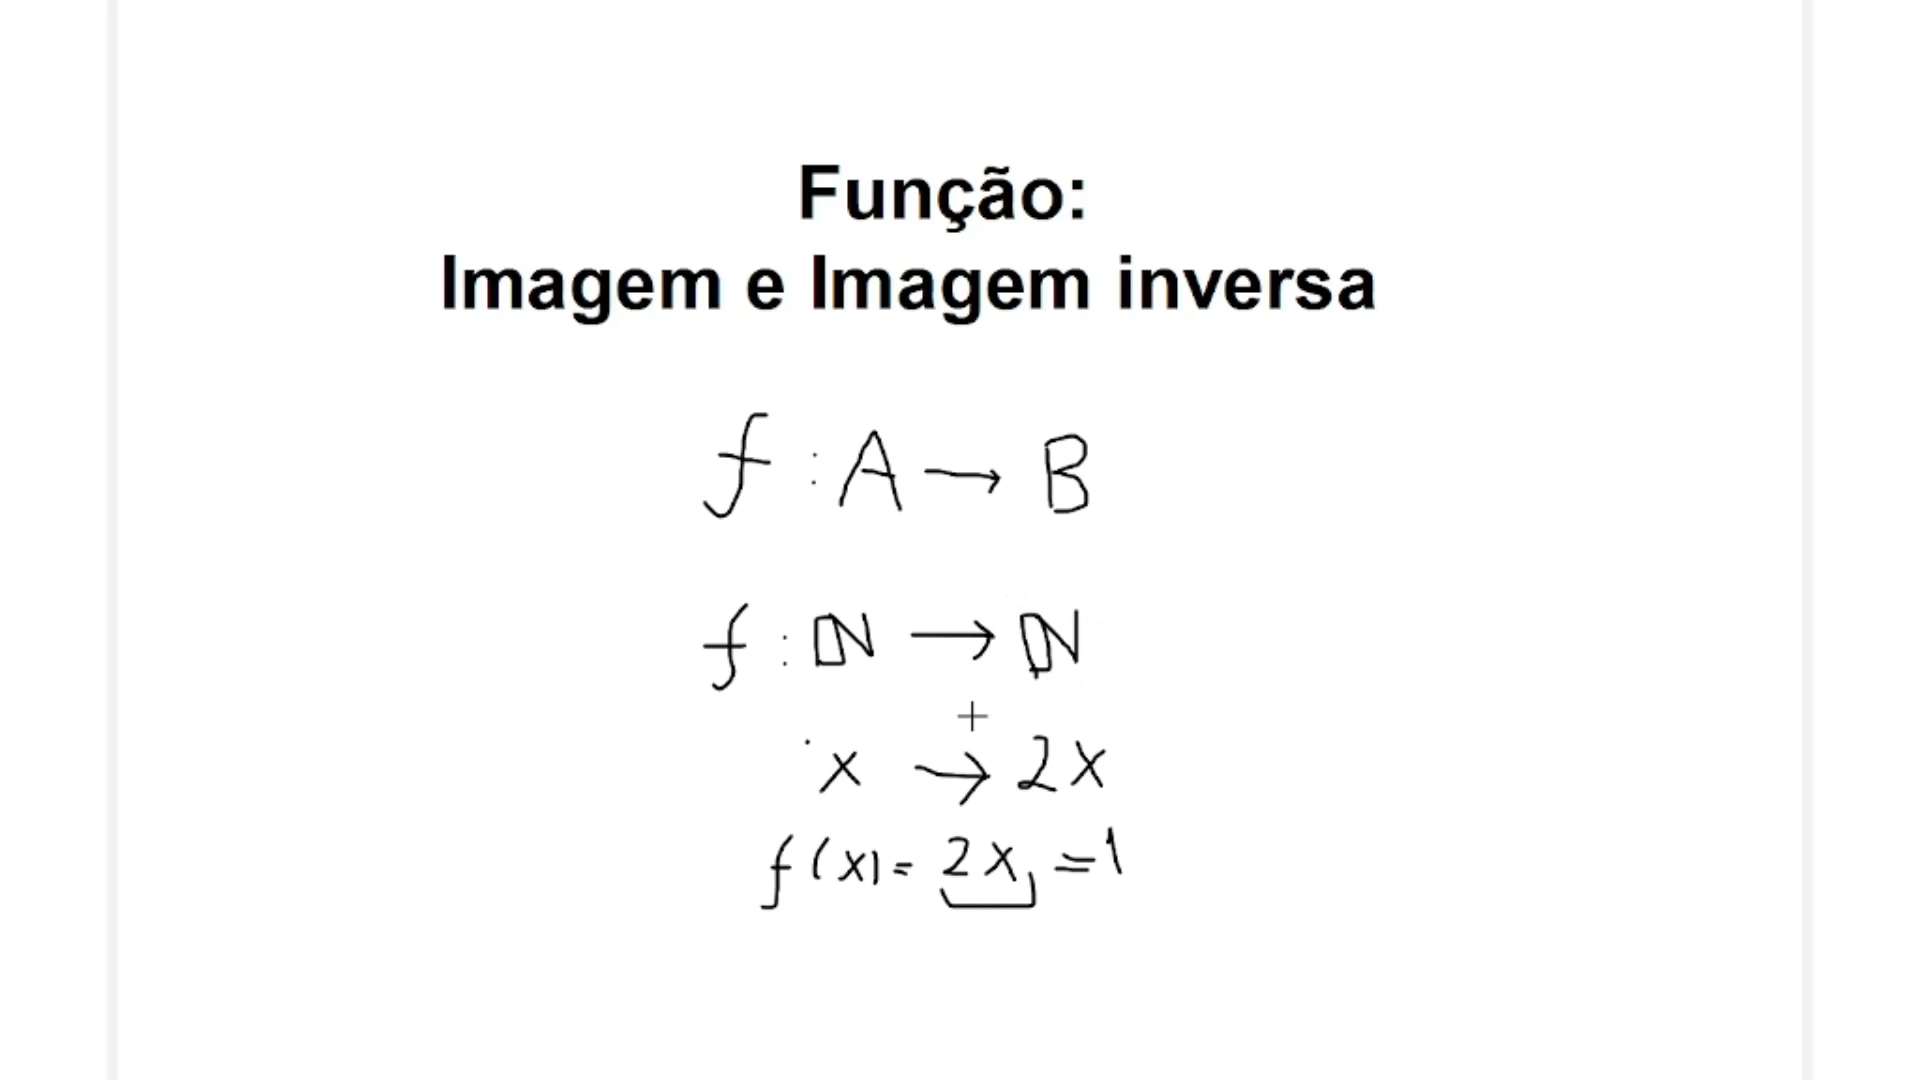 Função:
Imagem e Imagem inversa
f : A → B
f : ℕ → ℕ
x → 2x
f(x) = 2x, = 1